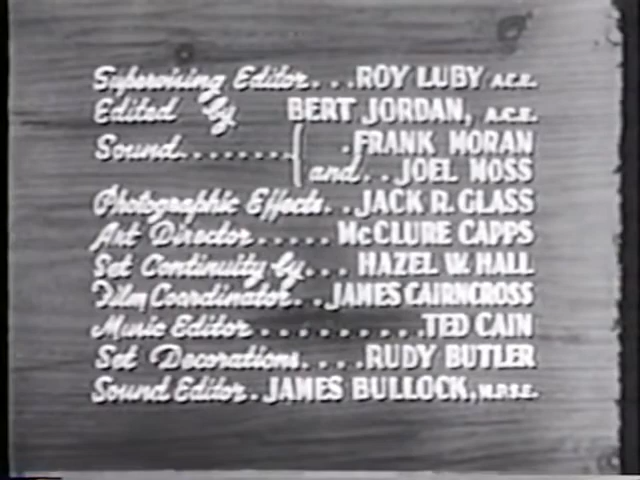 Supervising Editor...ROY LUBY A.C.E.
Edited by BERT JORDAN, A.C.E.
Sound........ .FRANK MORAN
and...JOEL MOSS
Photographic Effects..JACK R. GLASS
Art Director.....McCLURE CAPPS
Set Continuity by...HAZEL W. HALL
Film Coordinator..JAMES CAIRNCROSS
Music Editor..........TED CAIN
Set Decorations....RUDY BUTLER
Sound Editor.JAMES BULLOCK, M.P.S.E.